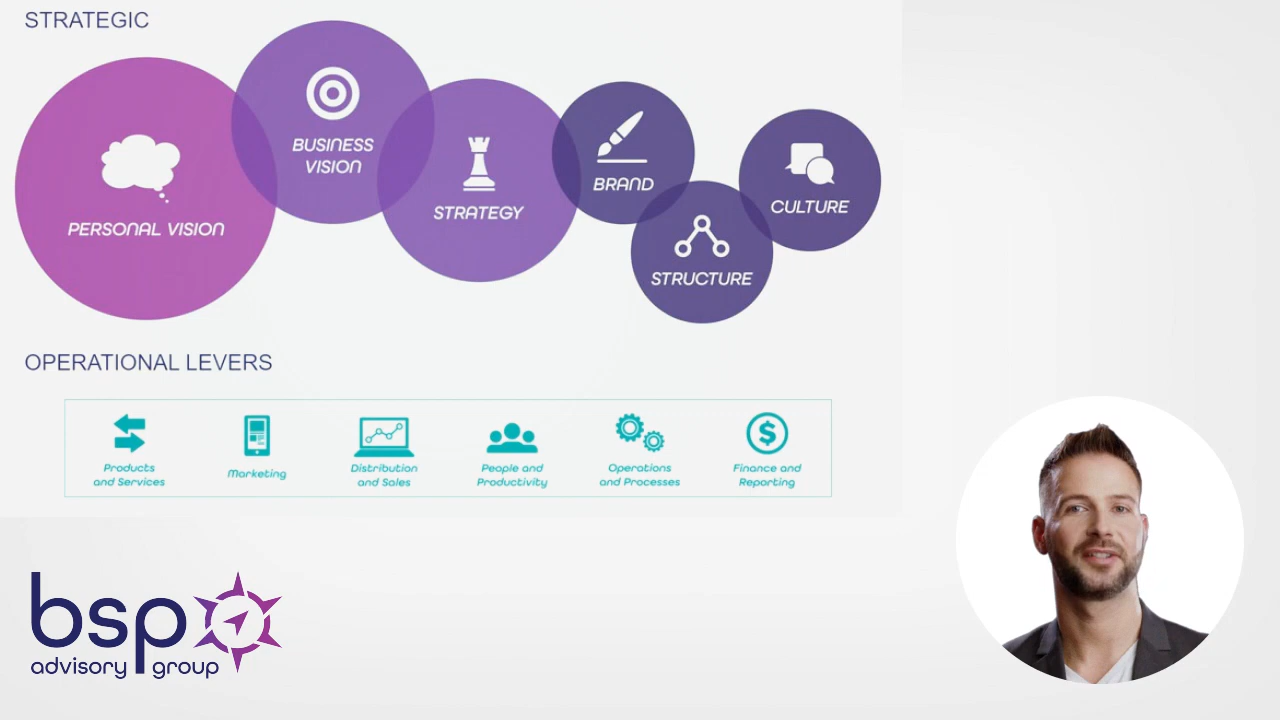 STRATEGIC
PERSONAL VISION
BUSINESS
VISION
STRATEGY
BRAND
STRUCTURE
CULTURE
OPERATIONAL LEVERS
Products
and Services
Marketing
Distribution
and Sales
People and
Productivity
Operations
and Processes
Finance and
Reporting
bsp
advisory group